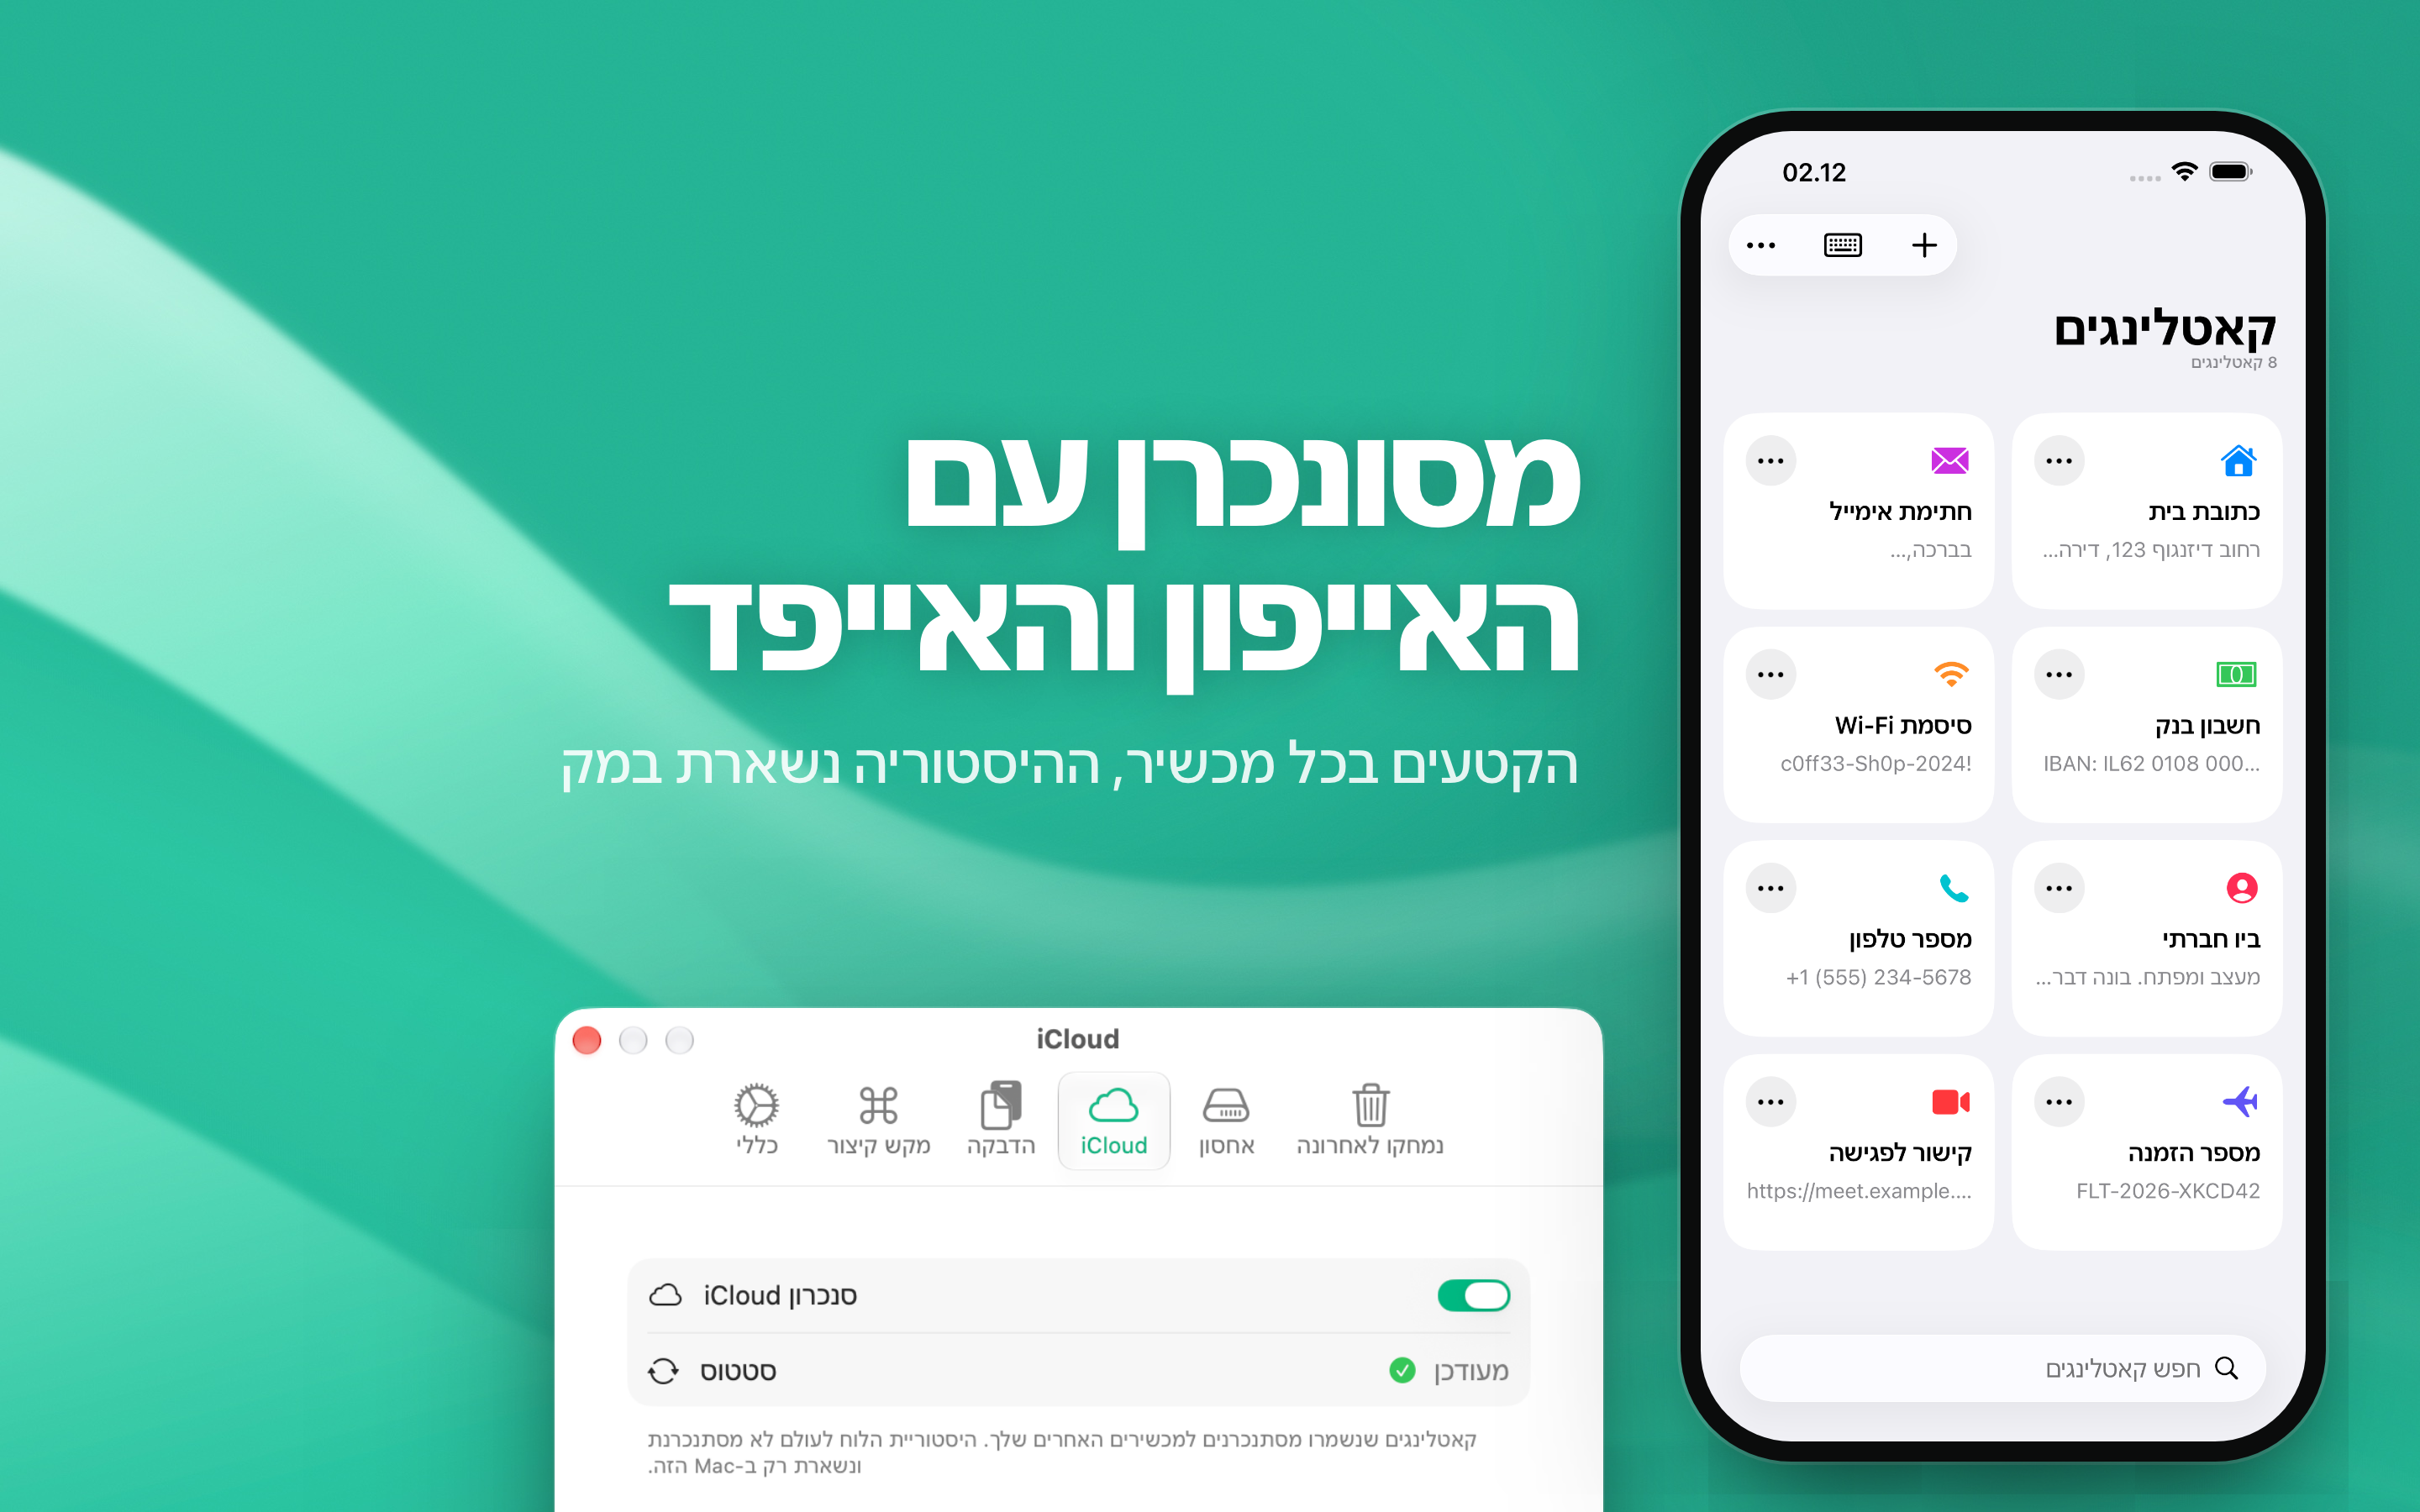 מסונכרן עם
האייפון והאייפד
הקטעים בכל מכשיר, ההיסטוריה נשארת במק
02.12
קאטלינגים
8 קאטלינגים
כתובת בית
רחוב דיזנגוף 123, דירה...
חתימת אימייל
בברכה,...
חשבון בנק
IBAN: IL62 0108 000...
סיסמת Wi-Fi
c0ff33-Sh0p-2024!
ביו חברתי
מעצב ומפתח. בונה דבר...
מספר טלפון
+1 (555) 234-5678
מספר הזמנה
FLT-2026-XKCD42
קישור לפגישה
https://meet.example....
חפש קאטלינגים
iCloud
כללי
מקש קיצור
הדבקה
iCloud
אחסון
נמחקו לאחרונה
סנכרון iCloud
סטטוס
מעודכן
קאטלינגים שנשמרו מסתנכרנים למכשירים האחרים שלך. היסטוריית הלוח לעולם לא מסתנכרנת
ונשארת רק ב-Mac הזה.